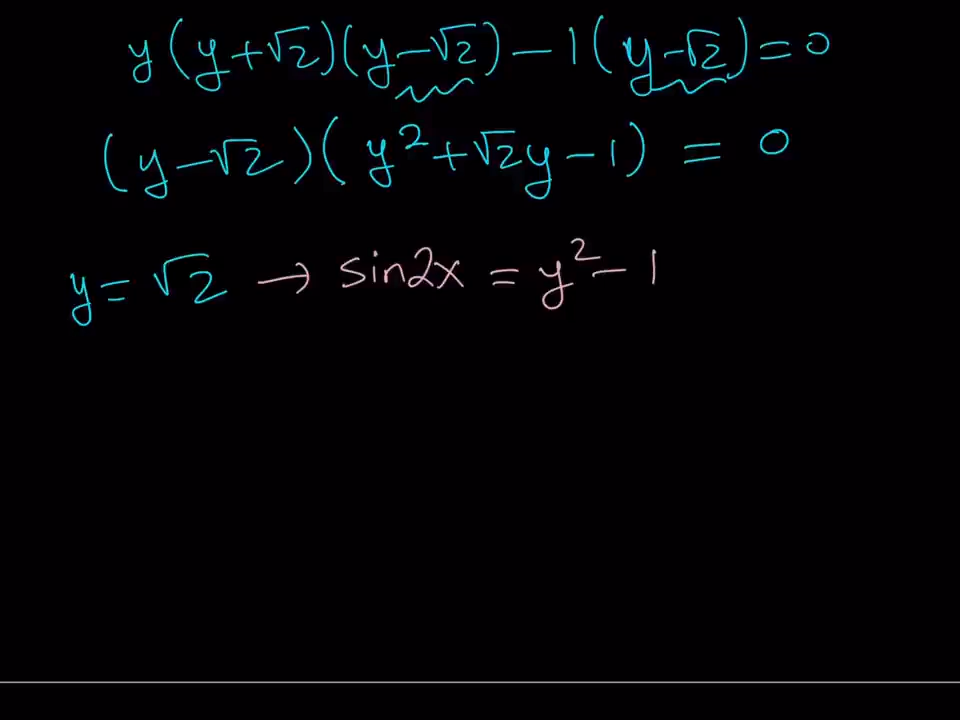 y(y+√2)(y-√2)-1(y-√2)=0
(y-√2)(y²+√2y-1) = 0
y=√2 → sin2x = y²-1